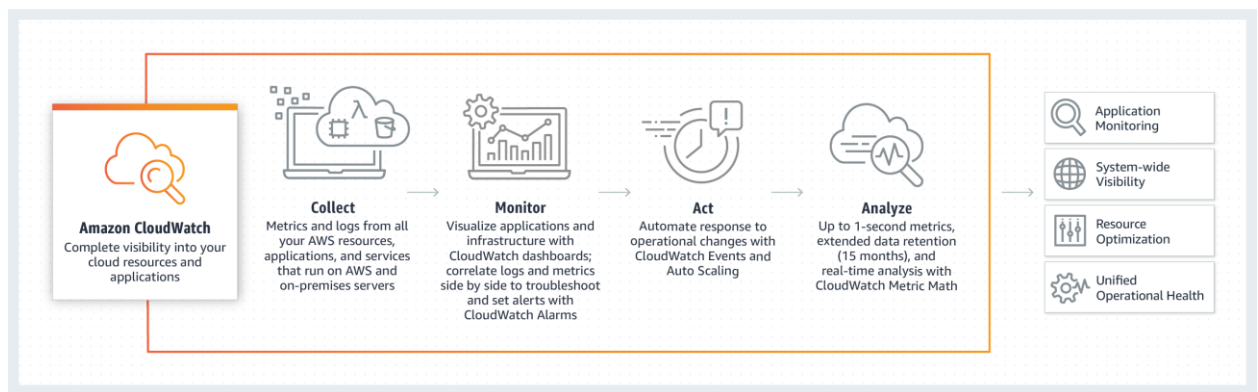 Amazon CloudWatch
Complete visibility into your
cloud resources and
applications
Collect
Metrics and logs from all
your AWS resources,
applications, and services
that run on AWS and
on-premises servers
Monitor
Visualize applications and
infrastructure with
CloudWatch dashboards;
correlate logs and metrics
side by side to troubleshoot
and set alerts with
CloudWatch Alarms
Act
Automate response to
operational changes with
CloudWatch Events and
Auto Scaling
Analyze
Up to 1-second metrics,
extended data retention
(15 months), and
real-time analysis with
CloudWatch Metric Math
Application
Monitoring
System-wide
Visibility
Resource
Optimization
Unified
Operational Health